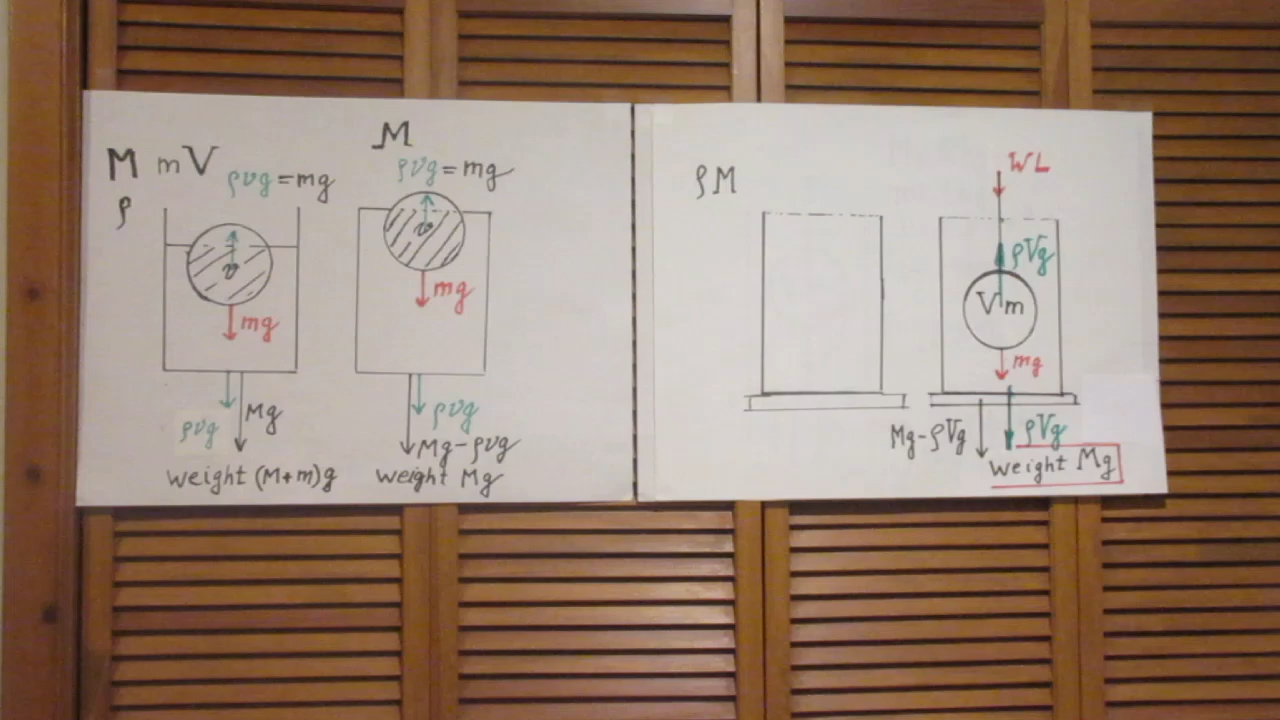 M m V
ρ
ρvg = mg
v
mg
ρvg
Mg
weight (M+m)g
M
ρvg = mg
v
mg
ρvg
Mg - ρvg
weight Mg
ρM
WL
ρVg
V m
mg
Mg - ρVg
ρVg
weight Mg